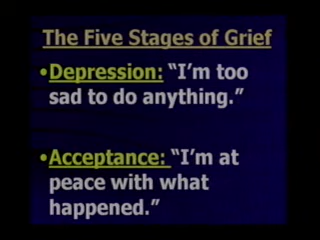 The Five Stages of Grief
•Depression: “I’m too
sad to do anything.”
•Acceptance: “I’m at
peace with what
happened.”